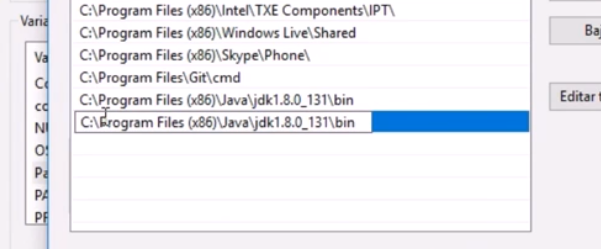 C:\Program Files (x86)\Intel\TXE Components\IPT\
Varia
C:\Program Files (x86)\Windows Live\Shared
Baj
Va
C:\Program Files (x86)\Skype\Phone\
C:\Program Files\Git\cmd
Co
C:\Program Files (x86)\Java\jdk1.8.0_131\bin
Editar t
cc
C:\Program Files (x86)\Java\jdk1.8.0_131\bin
NU
OS
Pa
PA
PF